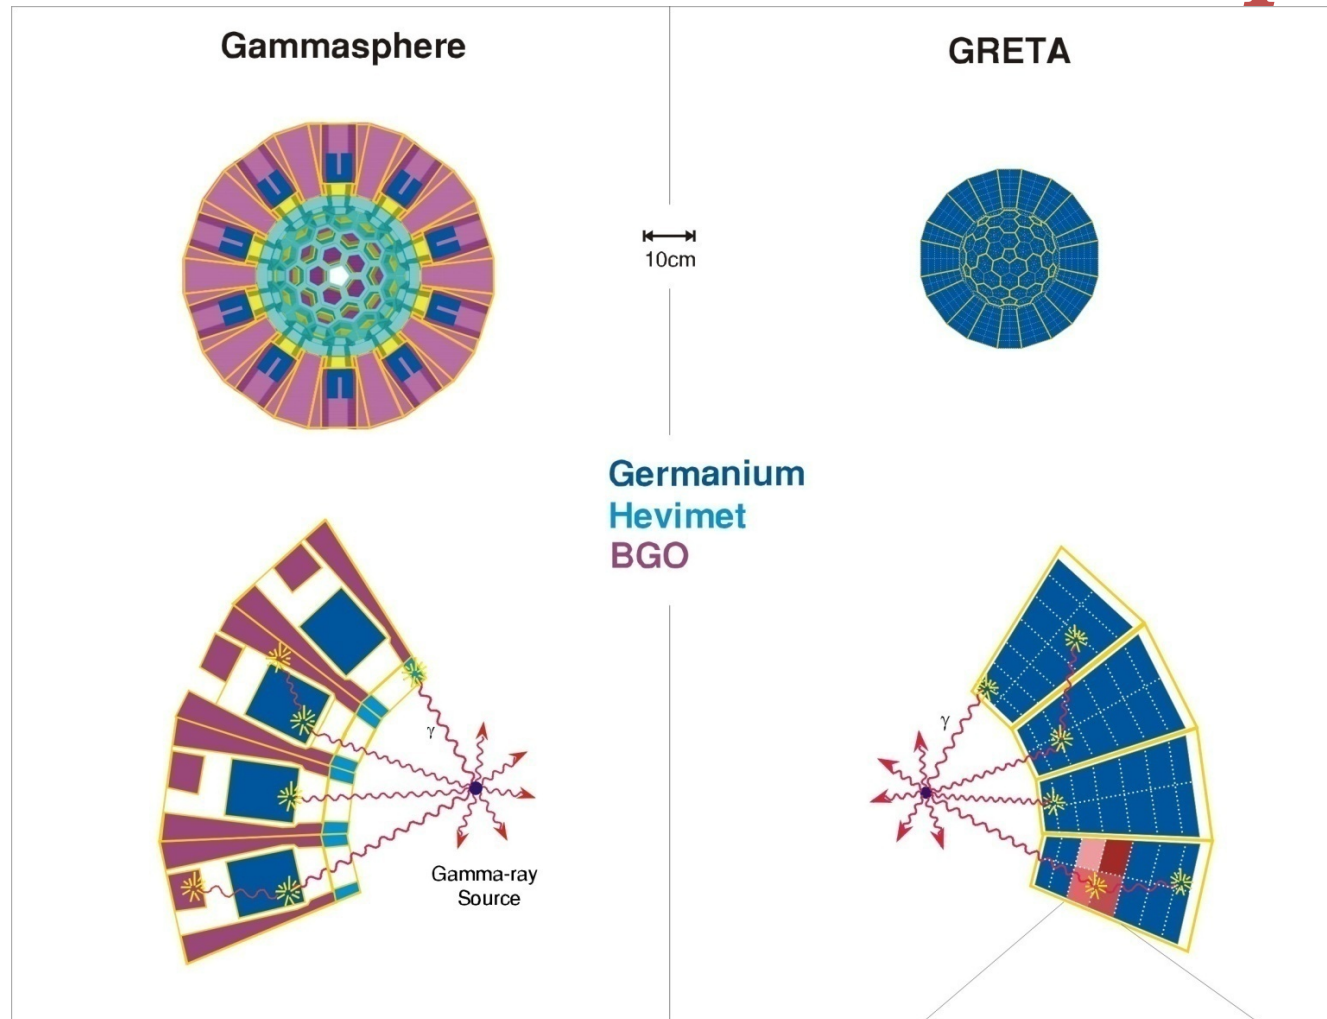 Gammasphere
GRETA
10cm
Germanium
Hevimet
BGO
γ
γ
Gamma-ray
Source